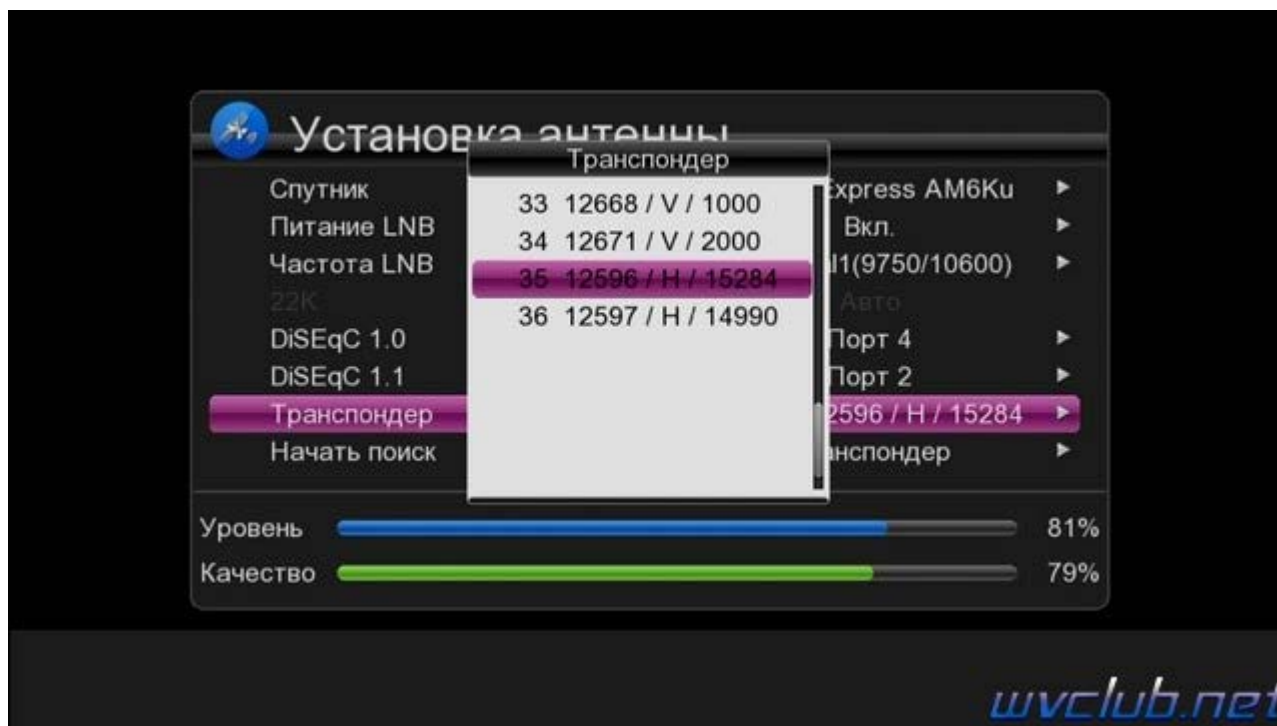 Установка антенны
Транспондер
33 12668 / V / 1000
34 12671 / V / 2000
35 12596 / H / 15284
36 12597 / H / 14990
Спутник xpress AM6Ku
Питание LNB Вкл.
Частота LNB (9750/10600)
22K Авто
DiSEqC 1.0 Порт 4
DiSEqC 1.1 Порт 2
Транспондер 2596 / H / 15284
Начать поиск нспондер
Уровень 81%
Качество 79%
wvclub.net